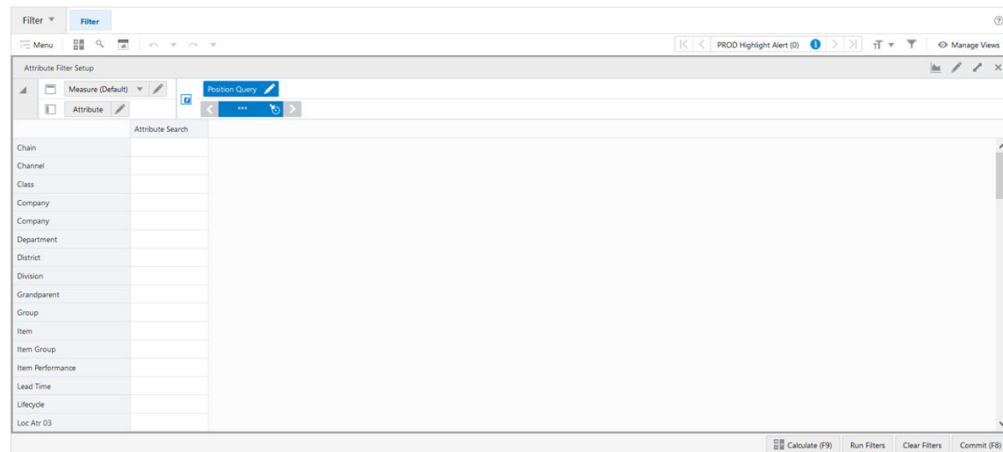 Filter Filter
Menu PROD Highlight Alert (0) Manage Views
Attribute Filter Setup
Measure (Default) Position Query
Attribute ***
Attribute Search
Chain
Channel
Class
Company
Company
Department
District
Division
Grandparent
Group
Item
Item Group
Item Performance
Lead Time
Lifecycle
Loc Atr 03
Calculate (F9) Run Filters Clear Filters Commit (F8)